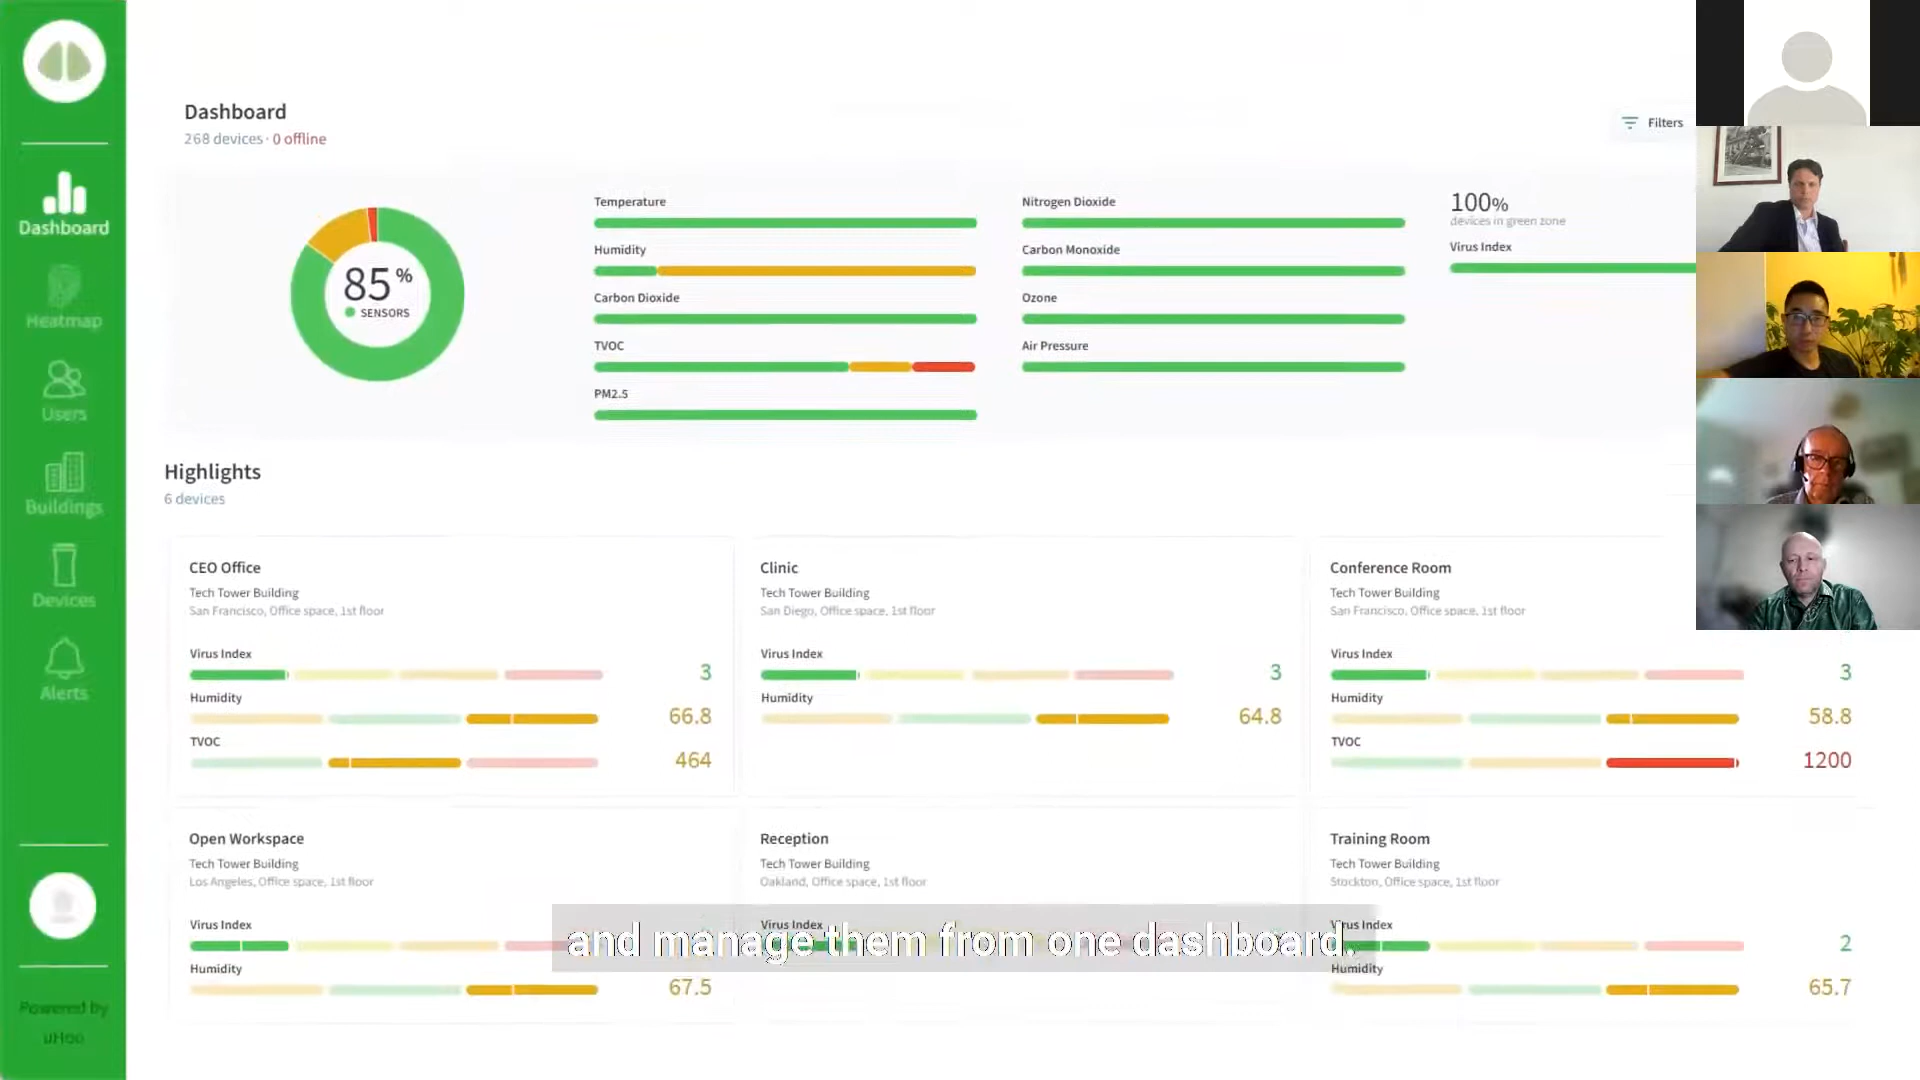 Dashboard
268 devices · 0 offline
Filters
85%
SENSORS
Temperature
Humidity
Carbon Dioxide
TVOC
PM2.5
Nitrogen Dioxide
Carbon Monoxide
Ozone
Air Pressure
100%
devices in green zone
Virus Index
Dashboard
Heatmap
Users
Buildings
Devices
Alerts
Powered by
uHoo
Highlights
6 devices
CEO Office
Tech Tower Building
San Francisco, Office space, 1st floor
Virus Index 3
Humidity 66.8
TVOC 464
Clinic
Tech Tower Building
San Diego, Office space, 1st floor
Virus Index 3
Humidity 64.8
Conference Room
Tech Tower Building
San Francisco, Office space, 1st floor
Virus Index 3
Humidity 58.8
TVOC 1200
Open Workspace
Tech Tower Building
Los Angeles, Office space, 1st floor
Virus Index
Humidity 67.5
Reception
Tech Tower Building
Oakland, Office space, 1st floor
Virus Index
Training Room
Tech Tower Building
Stockton, Office space, 1st floor
Virus Index 2
Humidity 65.7
and manage them from one dashboard.